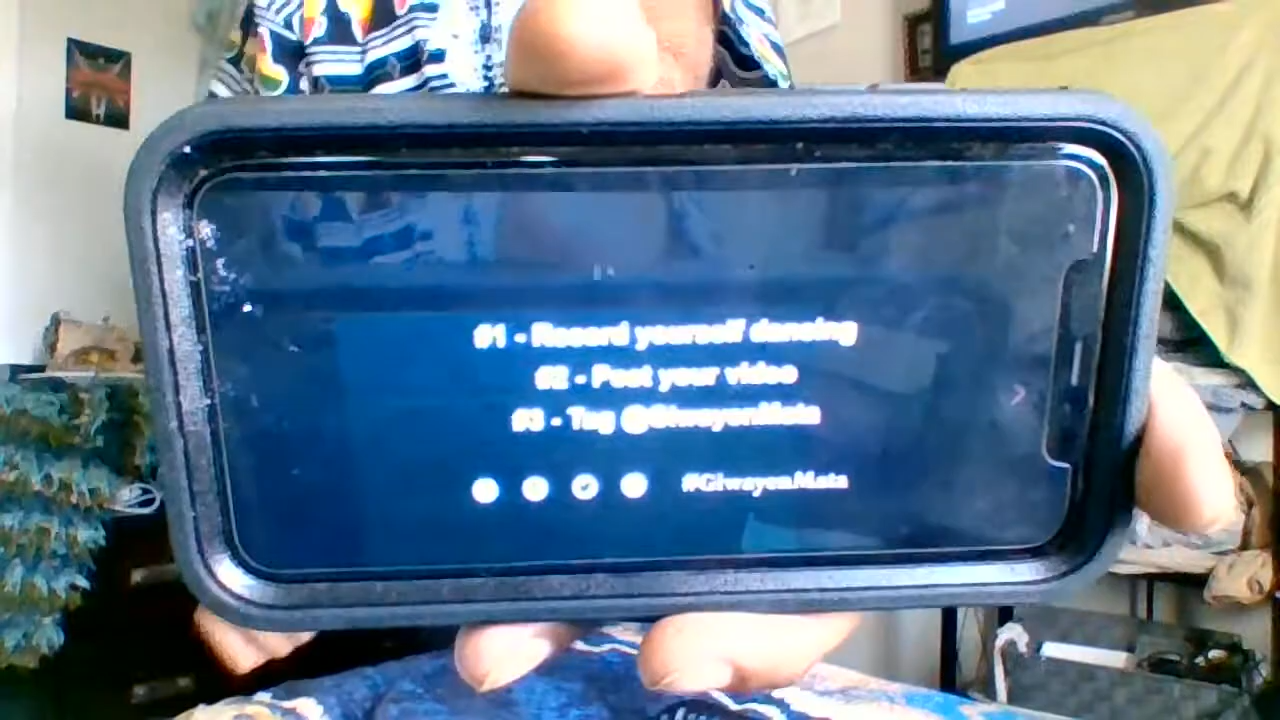 #1 - Record yourself dancing
#2 - Post your video
#3 - Tag @GiwayenMata
#GiwayenMata